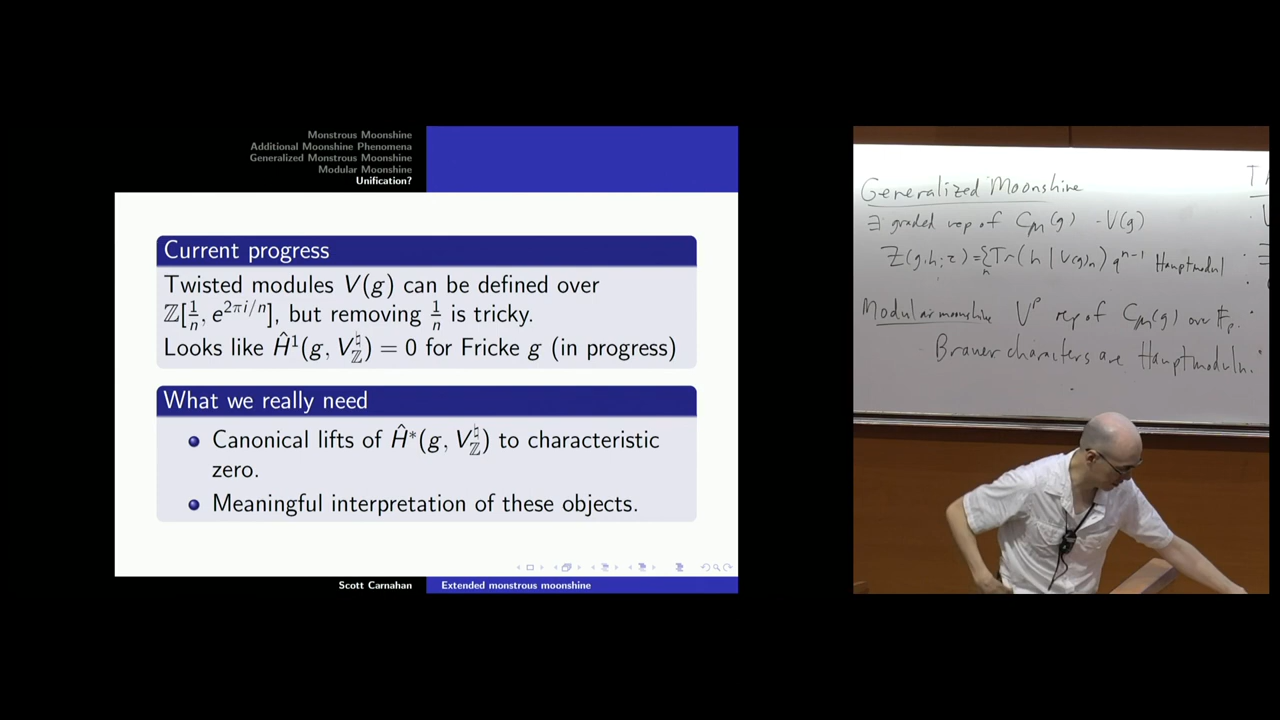 Monstrous Moonshine
Additional Moonshine Phenomena
Generalized Monstrous Moonshine
Modular Moonshine
Unification?
Current progress
Twisted modules V(g) can be defined over
ℤ[1/n, e^{2πi/n}], but removing 1/n is tricky.
Looks like Ĥ¹(g, V^♮_ℤ) = 0 for Fricke g (in progress)
What we really need
Canonical lifts of Ĥ*(g, V^♮_ℤ) to characteristic
zero.
Meaningful interpretation of these objects.
Scott Carnahan
Extended monstrous moonshine
Generalized Moonshine
∃ graded rep of C_M(g) - V(g)
Z(g,h;τ) = Σ_n Tr(h | V(g)_n) q^{n-1} Hauptmodul
Modular moonshine V^p rep of C_M(g) over F_p.
- Brauer characters are Hauptmoduln.